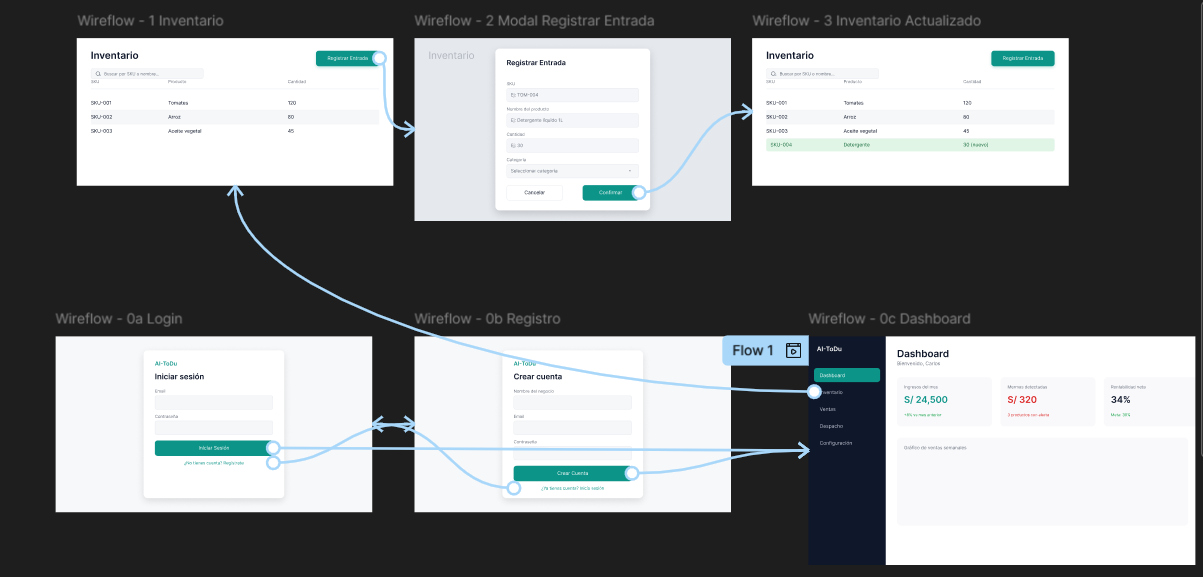 Wireflow - 1 Inventario
Inventario
Registrar Entrada
Buscar por SKU o nombre...
SKU Producto Cantidad
SKU-001 Tomates 120
SKU-002 Arroz 80
SKU-003 Aceite vegetal 45
Wireflow - 2 Modal Registrar Entrada
Inventario
Registrar Entrada
SKU
Ej: TOM-004
Nombre del producto
Ej: Detergente líquido 1L
Cantidad
Ej: 30
Categoría
Seleccionar categoría
Cancelar
Confirmar
Wireflow - 3 Inventario Actualizado
Inventario
Registrar Entrada
Buscar por SKU o nombre...
SKU Producto Cantidad
SKU-001 Tomates 120
SKU-002 Arroz 80
SKU-003 Aceite vegetal 45
SKU-004 Detergente 30 (nuevo)
Wireflow - 0a Login
AI-ToDu
Iniciar sesión
Email
Contraseña
Iniciar Sesión
¿No tienes cuenta? Regístrate
Wireflow - 0b Registro
AI-ToDu
Crear cuenta
Nombre del negocio
Email
Contraseña
Crear Cuenta
¿Ya tienes cuenta? Inicia sesión
Flow 1
Wireflow - 0c Dashboard
AI-ToDu
Dashboard
Inventario
Ventas
Despacho
Configuración
Dashboard
Bienvenido, Carlos
Ingresos del mes
S/ 24,500
Mermas detectadas
S/ 320
3 productos con alerta
Rentabilidad neta
34%
Meta: 30%
Gráfico de ventas semanales